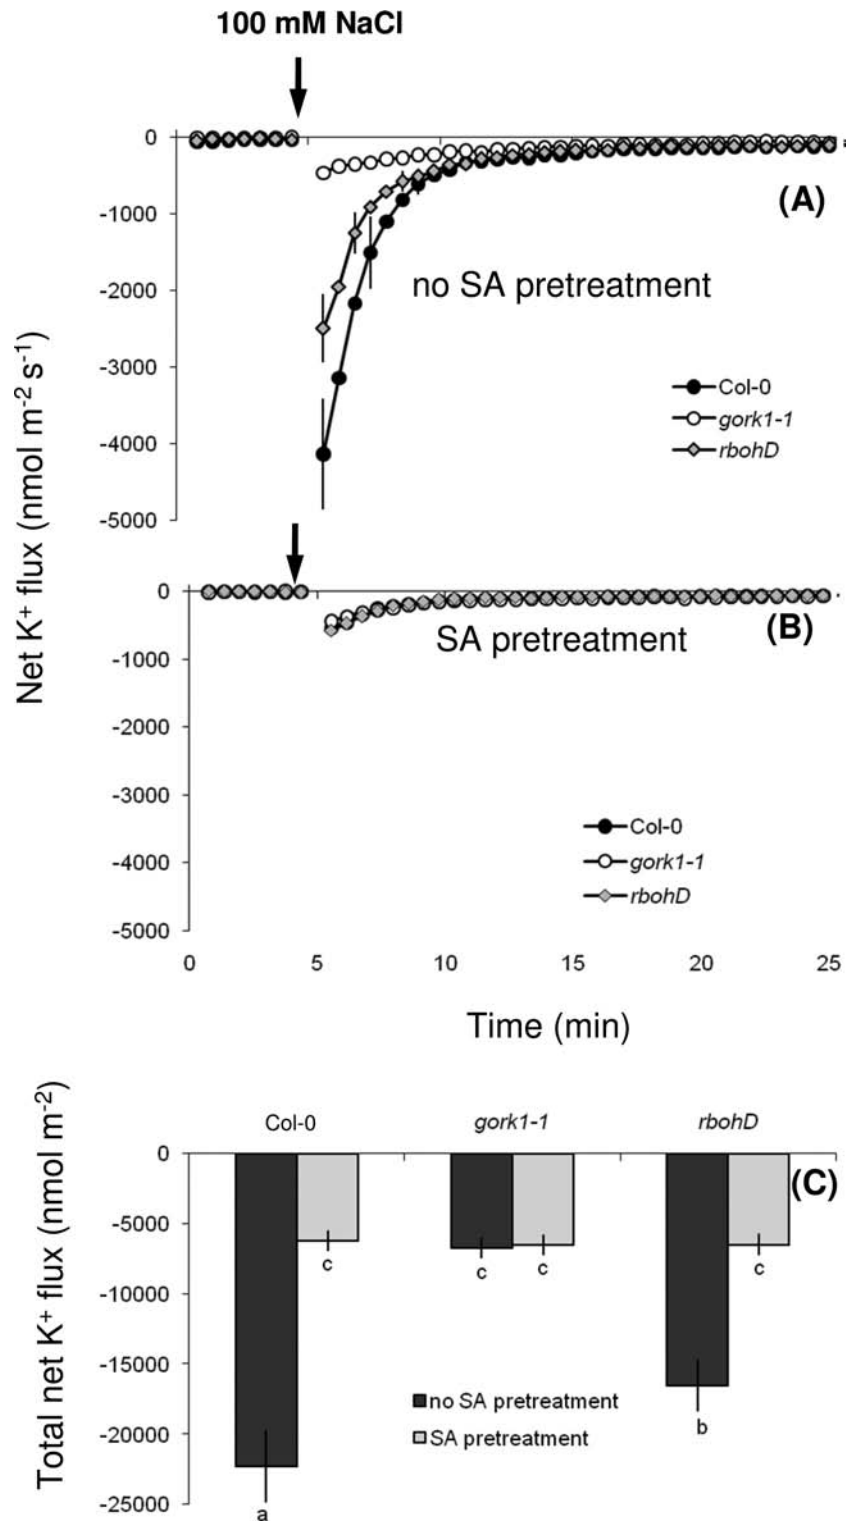 100 mM NaCl
0
-1000
-2000
-3000
-4000
-5000
(A)
no SA pretreatment
Col-0
gork1-1
rbohD
Net K⁺ flux (nmol m⁻² s⁻¹)
0
-1000
-2000
-3000
-4000
-5000
(B)
SA pretreatment
Col-0
gork1-1
rbohD
0 5 10 15 20 25
Time (min)
Col-0 gork1-1 rbohD
Total net K⁺ flux (nmol m⁻²)
0
-5000
-10000
-15000
-20000
-25000
(C)
c c c c
b
a
no SA pretreatment
SA pretreatment